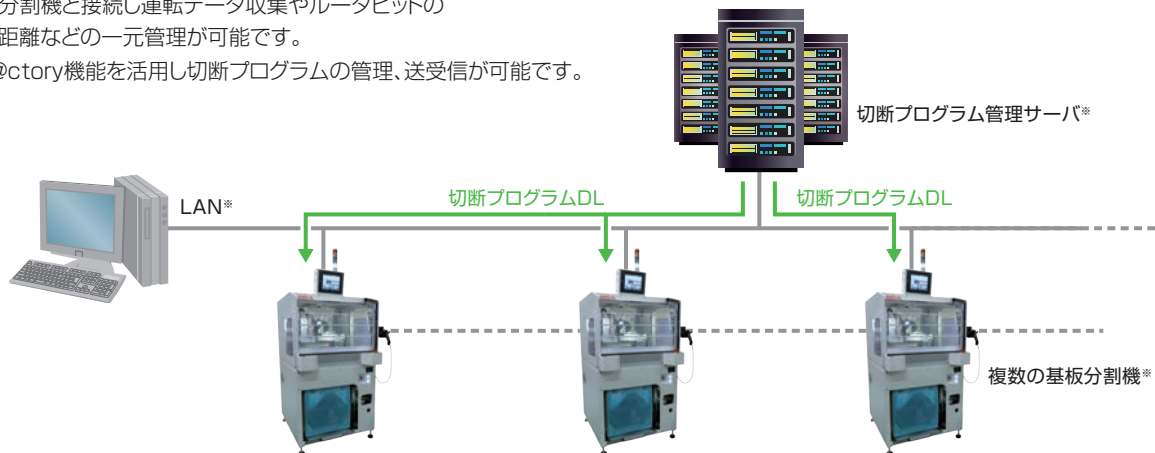 分割機と接続し運転データ収集やルータビットの
距離などの一元管理が可能です。
@ctory機能を活用し切断プログラムの管理、送受信が可能です。
切断プログラム管理サーバ※
LAN※
切断プログラムDL
切断プログラムDL
複数の基板分割機※